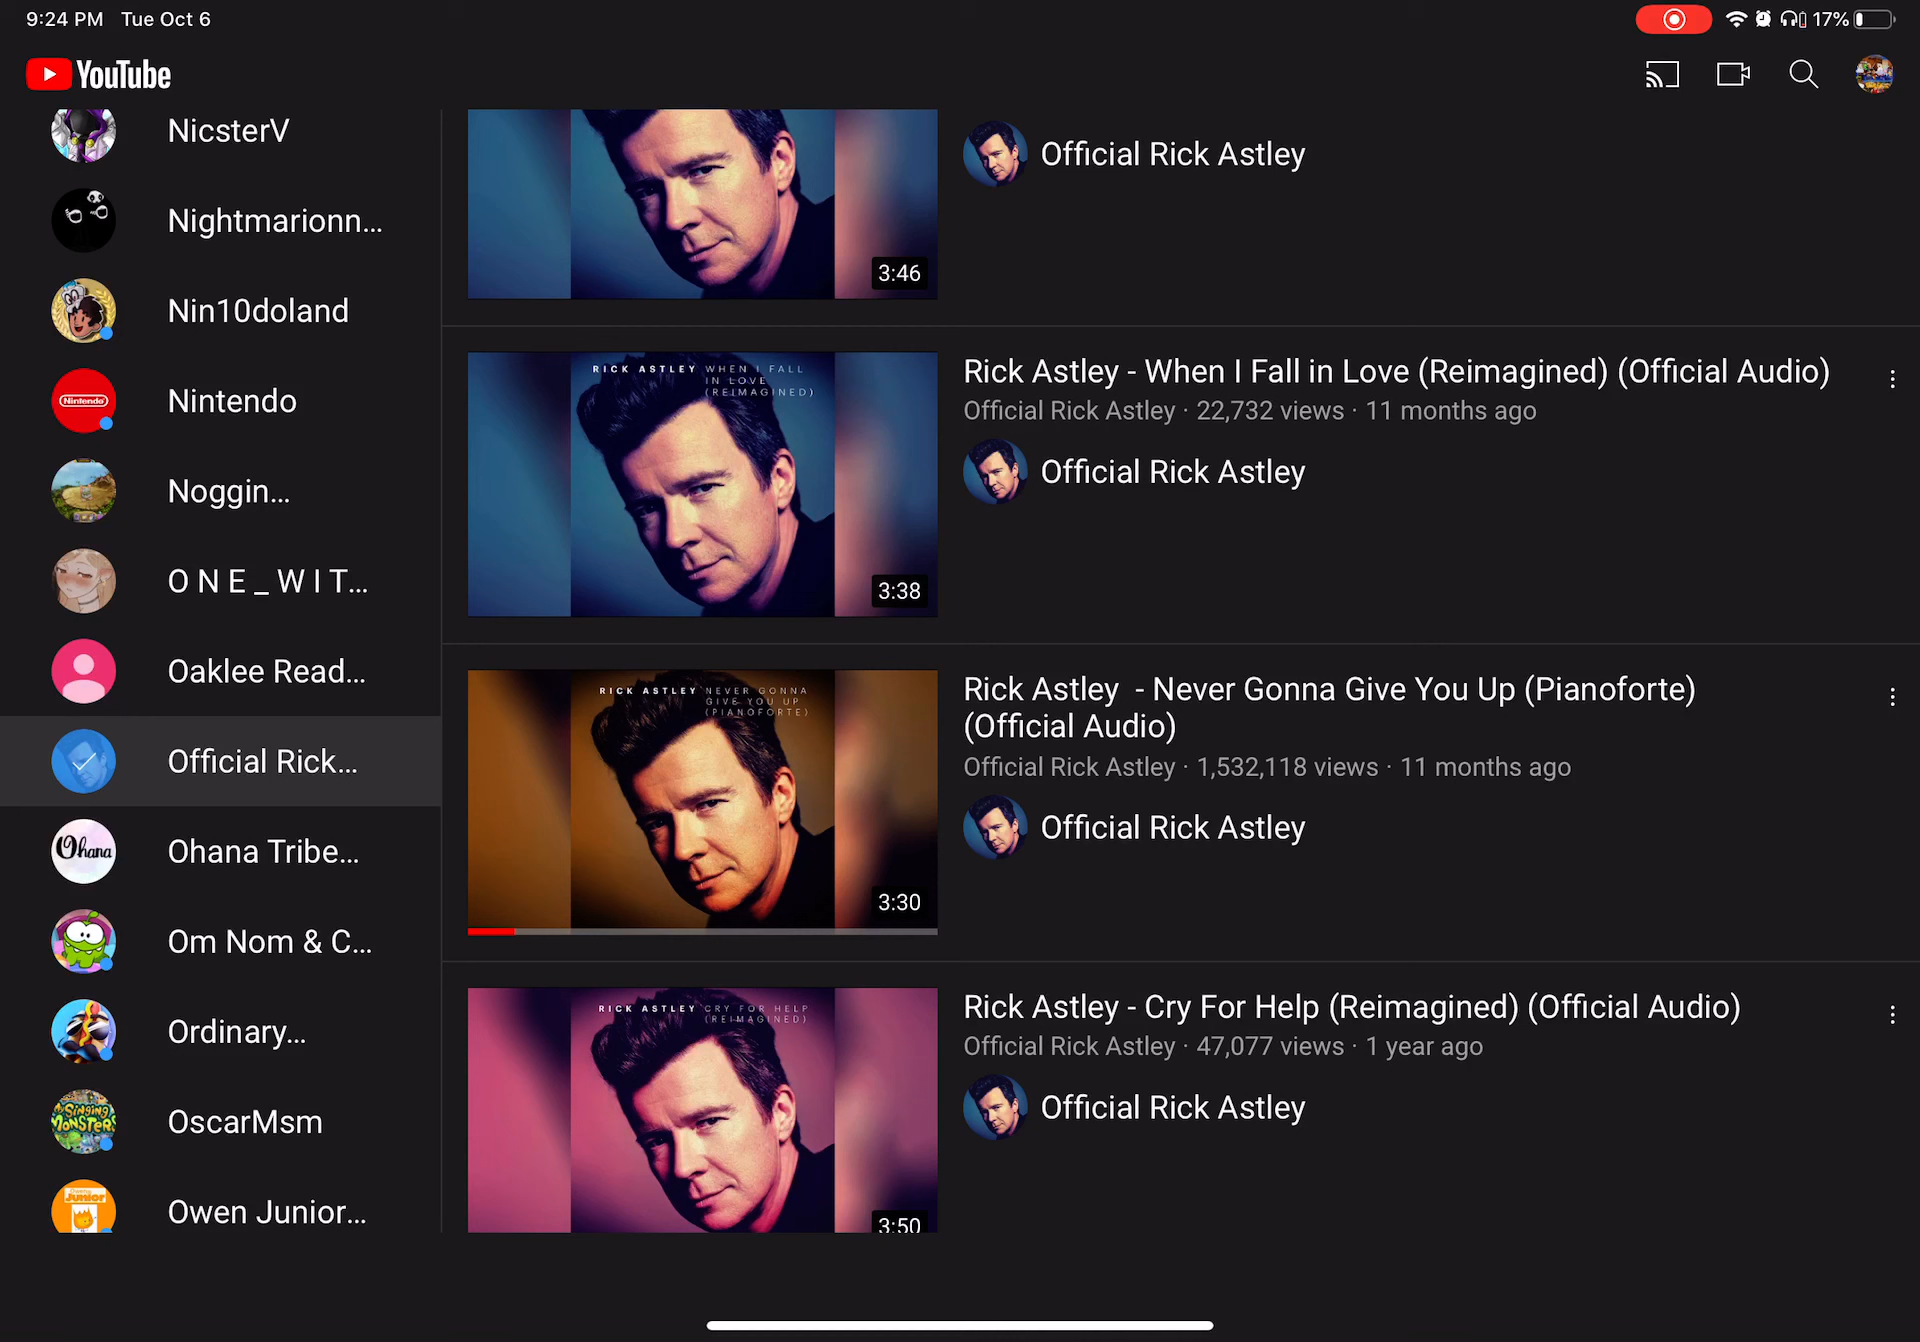 9:24 PM Tue Oct 6
17%
YouTube
NicsterV
Nightmarionn...
Nin10doland
Nintendo
Nintendo
Noggin...
O N E _ W I T...
Oaklee Read...
Official Rick...
Ohana
Ohana Tribe...
Om Nom & C...
Ordinary...
Singing
Monsters
OscarMsm
Junior
Owen Junior...
3:46
Official Rick Astley
RICK ASTLEY WHEN I FALL
IN LOVE
(REIMAGINED)
3:38
Rick Astley - When I Fall in Love (Reimagined) (Official Audio)
Official Rick Astley · 22,732 views · 11 months ago
Official Rick Astley
RICK ASTLEY NEVER GONNA
GIVE YOU UP
(PIANOFORTE)
3:30
Rick Astley - Never Gonna Give You Up (Pianoforte)
(Official Audio)
Official Rick Astley · 1,532,118 views · 11 months ago
Official Rick Astley
RICK ASTLEY CRY FOR HELP
(REIMAGINED)
3:50
Rick Astley - Cry For Help (Reimagined) (Official Audio)
Official Rick Astley · 47,077 views · 1 year ago
Official Rick Astley